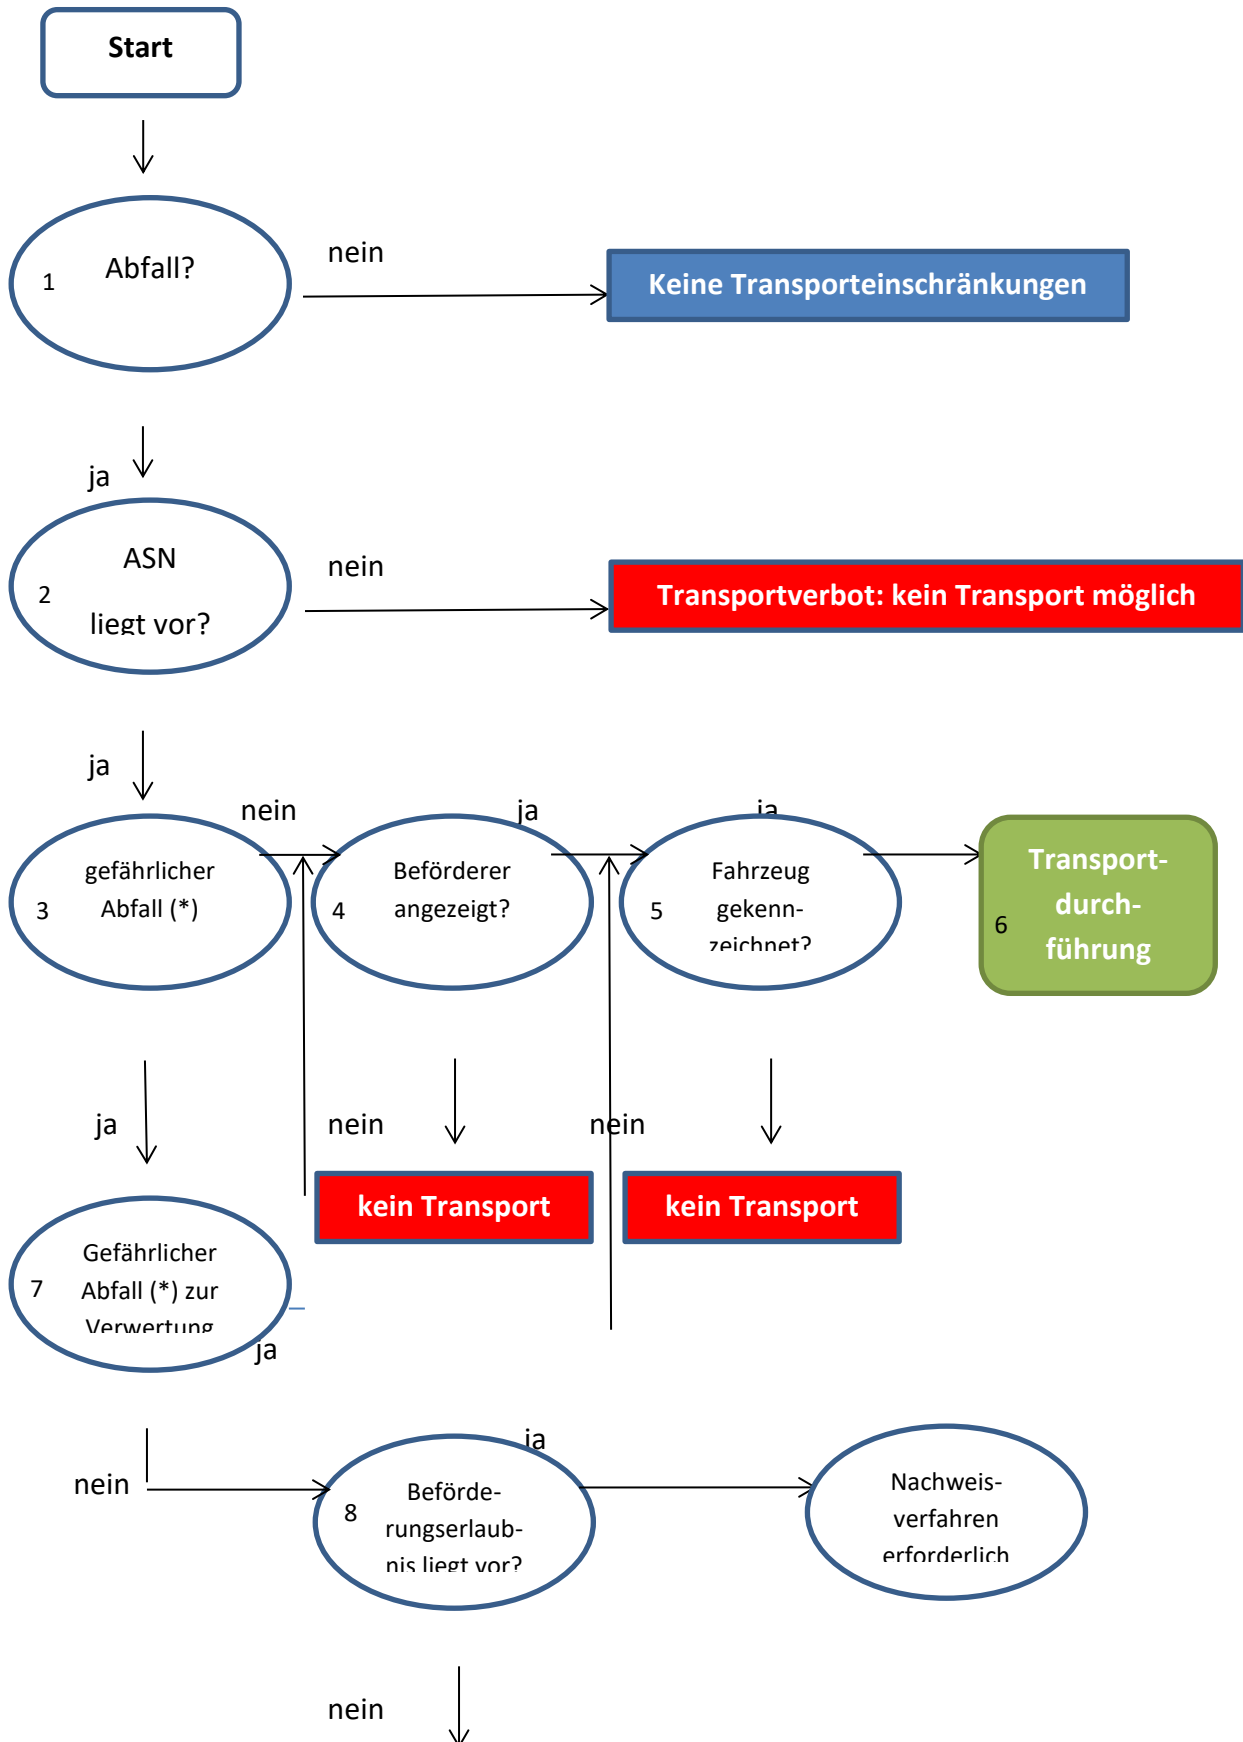 Start
nein
Abfall?
1
Keine Transporteinschränkungen
ja
ASN
nein
2
liegt vor?
Transportverbot: kein Transport möglich
ja
nein
ja
ja
gefährlicher
Abfall (*)
3
Beförderer
angezeigt?
4
Fahrzeug
gekenn-
zeichnet?
5
Transport-
durch-
führung
6
ja
nein
nein
kein Transport
kein Transport
Gefährlicher
Abfall (*) zur
Verwertung
7
ja
ja
nein
Beförde-
rungserlaub-
nis liegt vor?
8
Nachweis-
verfahren
erforderlich
nein